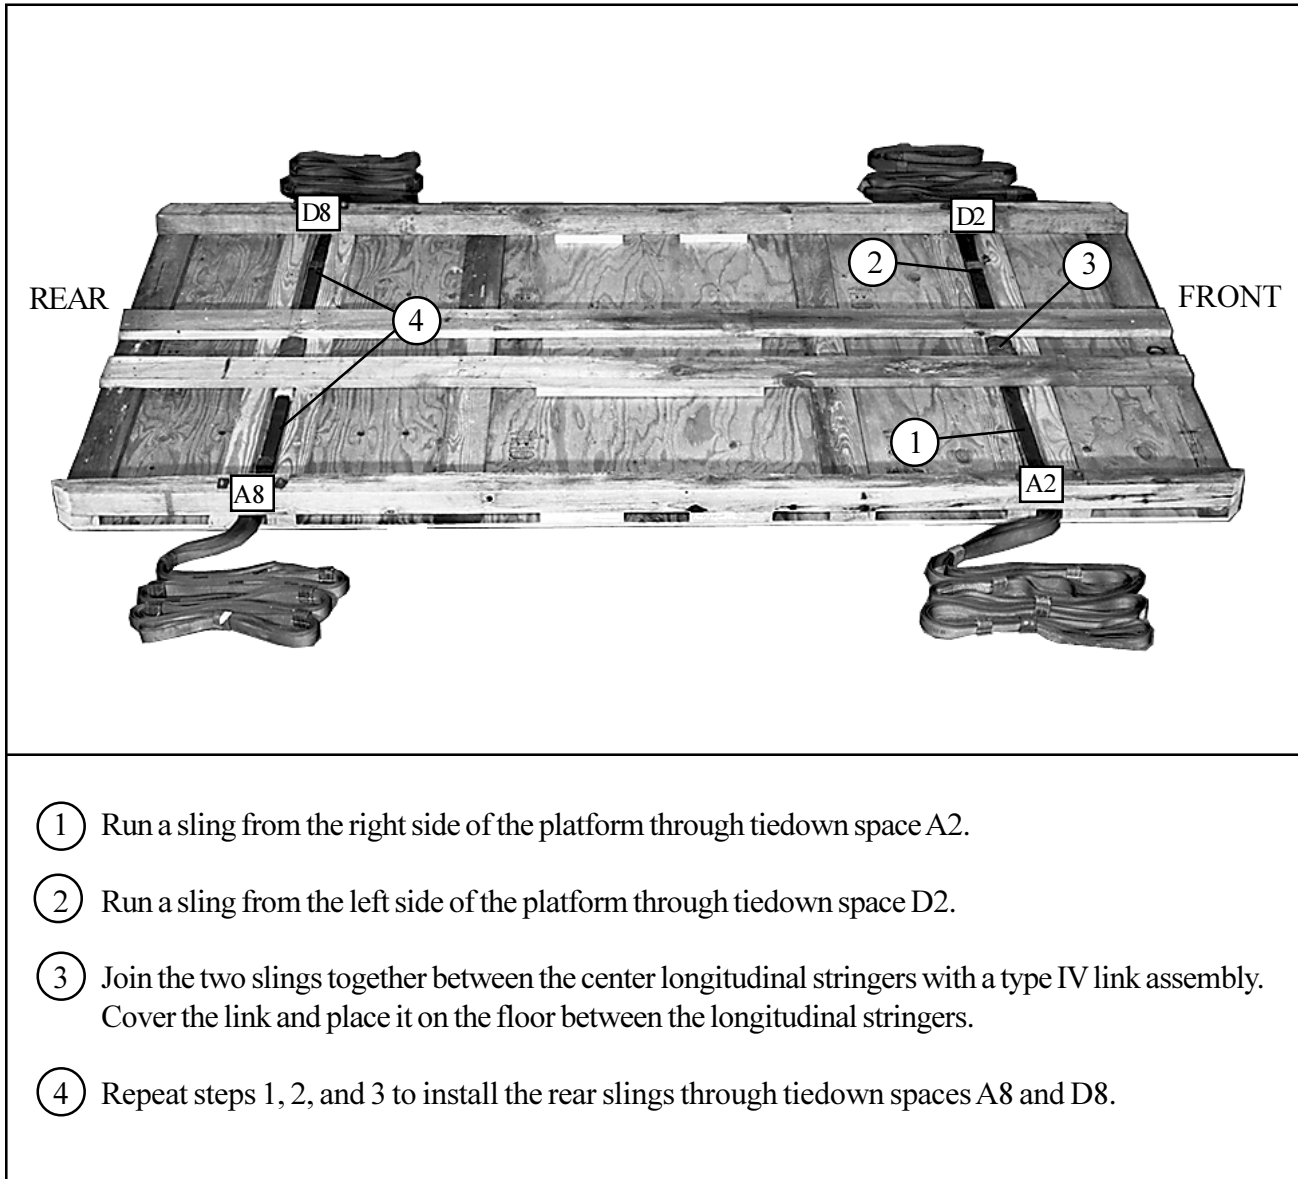 D8
D2
2
3
REAR
FRONT
4
1
A8
A2
1 Run a sling from the right side of the platform through tiedown space A2.
2 Run a sling from the left side of the platform through tiedown space D2.
3 Join the two slings together between the center longitudinal stringers with a type IV link assembly.
Cover the link and place it on the floor between the longitudinal stringers.
4 Repeat steps 1, 2, and 3 to install the rear slings through tiedown spaces A8 and D8.